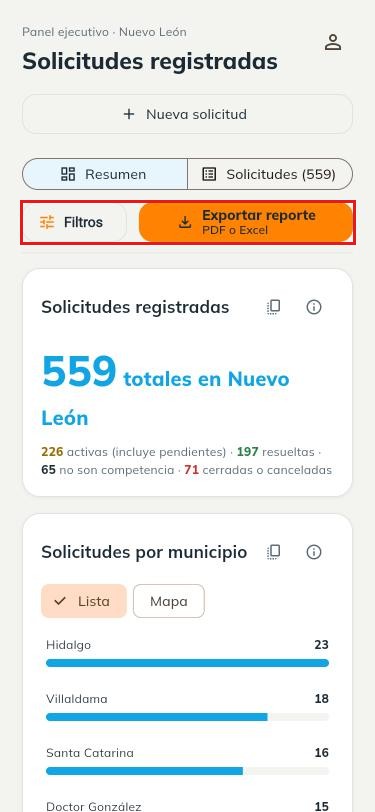 Panel ejecutivo · Nuevo León
Solicitudes registradas
Nueva solicitud
Resumen
Solicitudes (559)
Filtros
Exportar reporte
PDF o Excel
Solicitudes registradas
559 totales en Nuevo
León
226 activas (incluye pendientes) · 197 resueltas ·
65 no son competencia · 71 cerradas o canceladas
Solicitudes por municipio
Lista
Mapa
Hidalgo 23
Villaldama 18
Santa Catarina 16
Doctor González 15